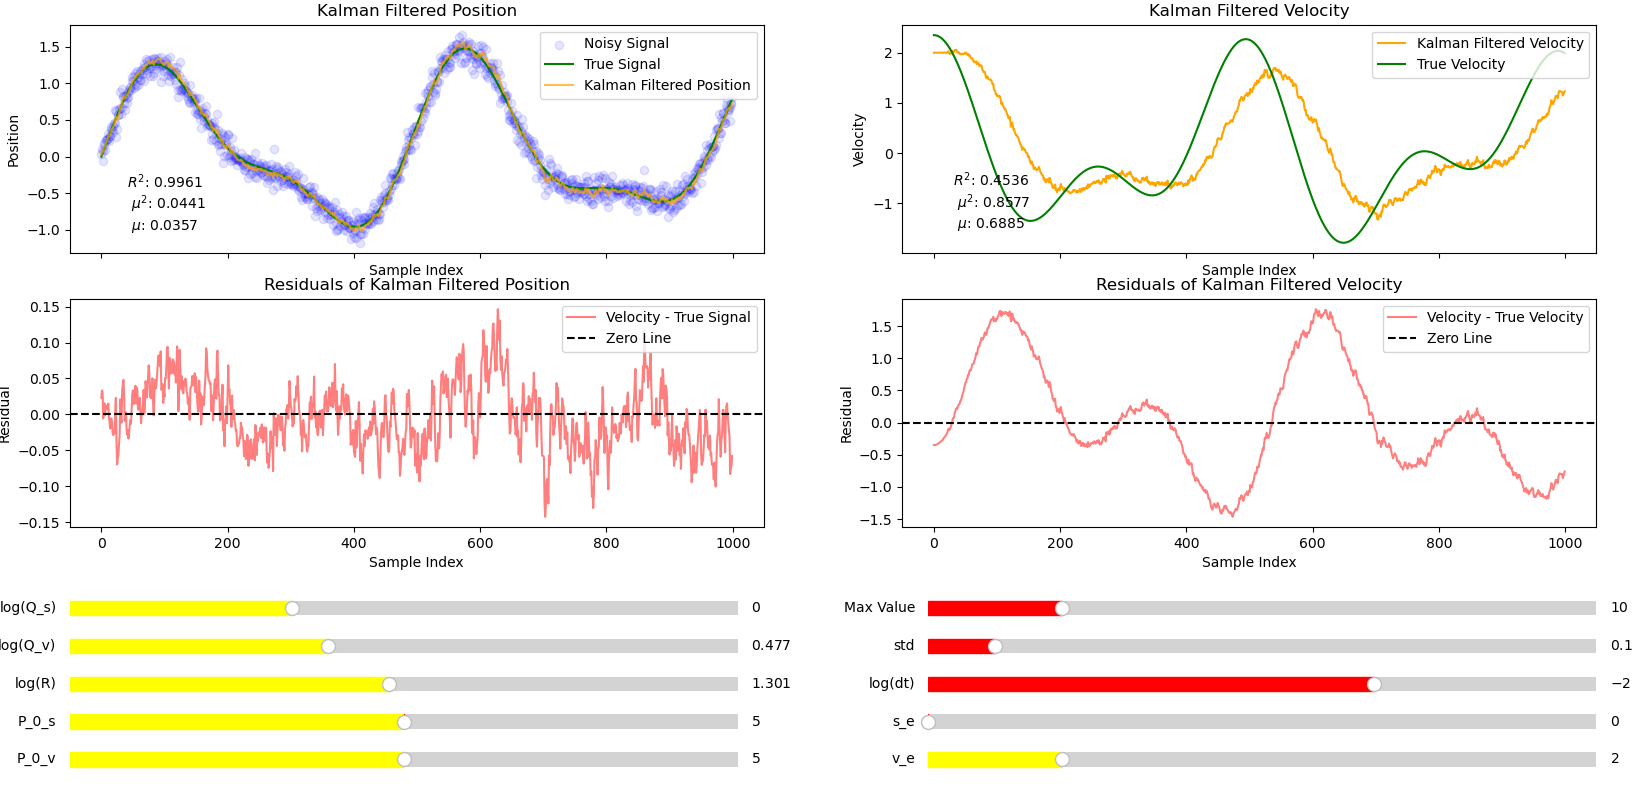 Kalman Filtered Position
Position
1.5
1.0
0.5
0.0
−0.5
−1.0
Noisy Signal
True Signal
Kalman Filtered Position
R²: 0.9961
μ²: 0.0441
μ: 0.0357
Sample Index
Kalman Filtered Velocity
Velocity
2
1
0
−1
Kalman Filtered Velocity
True Velocity
R²: 0.4536
μ²: 0.8577
μ: 0.6885
Sample Index
Residuals of Kalman Filtered Position
Residual
0.15
0.10
0.05
0.00
−0.05
−0.10
−0.15
Velocity - True Signal
Zero Line
0 200 400 600 800 1000
Sample Index
Residuals of Kalman Filtered Velocity
Residual
1.5
1.0
0.5
0.0
−0.5
−1.0
−1.5
Velocity - True Velocity
Zero Line
0 200 400 600 800 1000
Sample Index
log(Q_s) 0
log(Q_v) 0.477
log(R) 1.301
P_0_s 5
P_0_v 5
Max Value 10
std 0.1
log(dt) −2
s_e 0
v_e 2